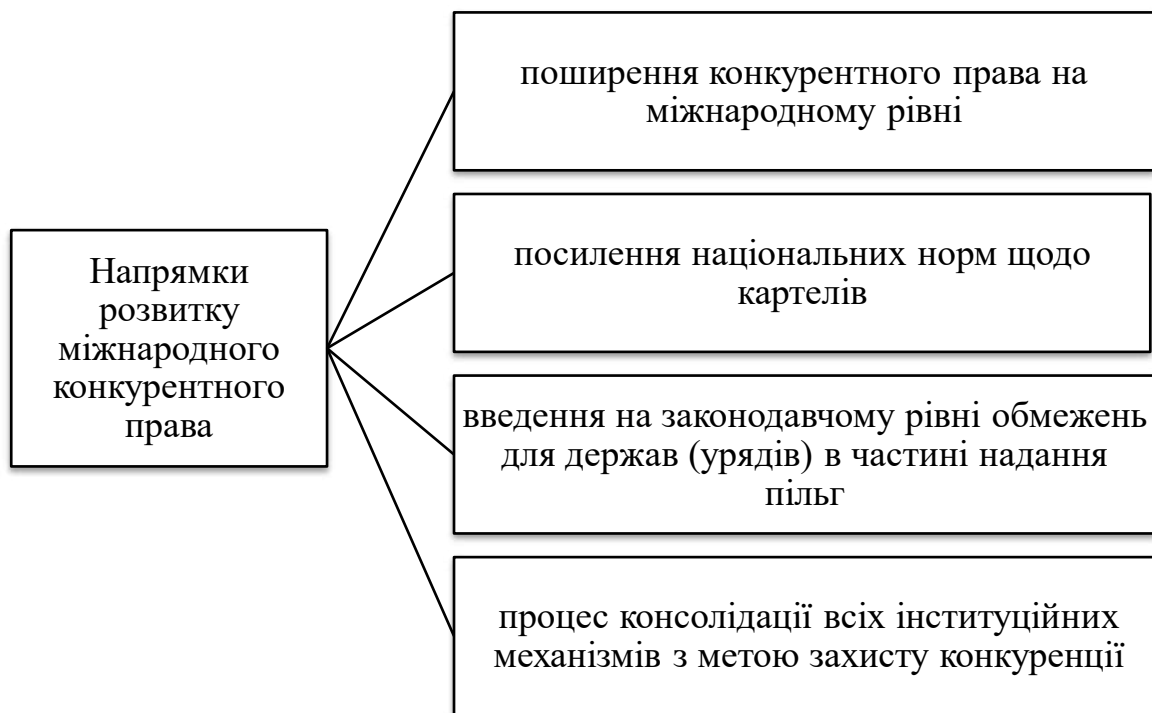 поширення конкурентного права на
міжнародному рівні
посилення національних норм щодо
картелів
Напрямки
розвитку
міжнародного
конкурентного
права
введення на законодавчому рівні обмежень
для держав (урядів) в частині надання
пільг
процес консолідації всіх інституційних
механізмів з метою захисту конкуренції